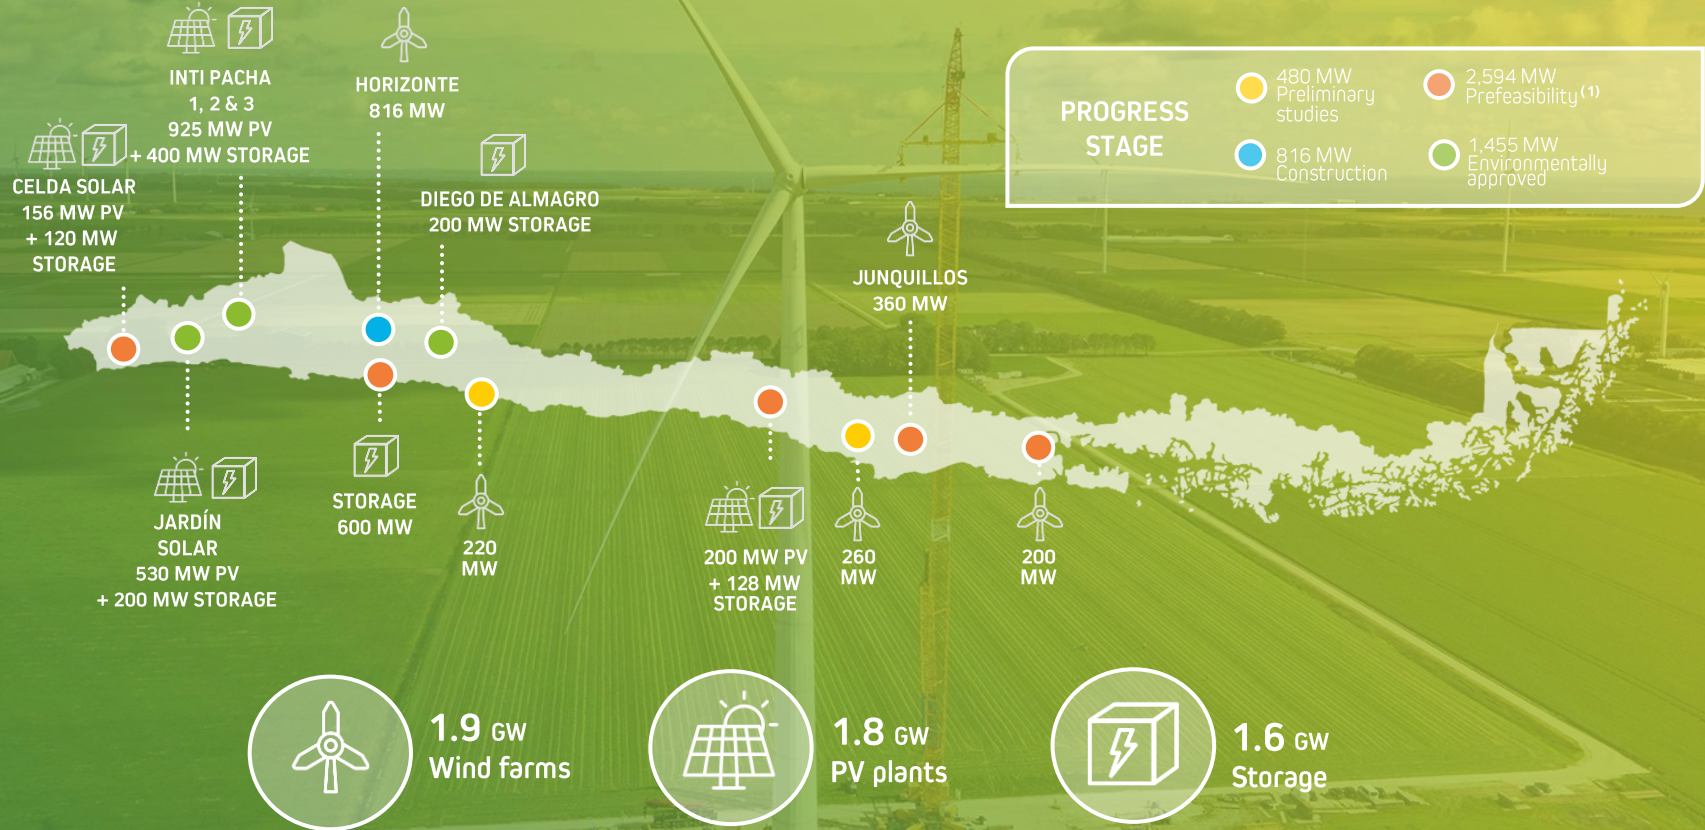 INTI PACHA
1, 2 & 3
925 MW PV
+ 400 MW STORAGE
HORIZONTE
816 MW
CELDA SOLAR
156 MW PV
+ 120 MW
STORAGE
DIEGO DE ALMAGRO
200 MW STORAGE
JUNQUILLOS
360 MW
PROGRESS
STAGE
480 MW
Preliminary
studies
2,594 MW
Prefeasibility(1)
816 MW
Construction
1,455 MW
Environmentally
approved
JARDÍN
SOLAR
530 MW PV
+ 200 MW STORAGE
STORAGE
600 MW
220
MW
200 MW PV
+ 128 MW
STORAGE
260
MW
200
MW
1.9 GW
Wind farms
1.8 GW
PV plants
1.6 GW
Storage